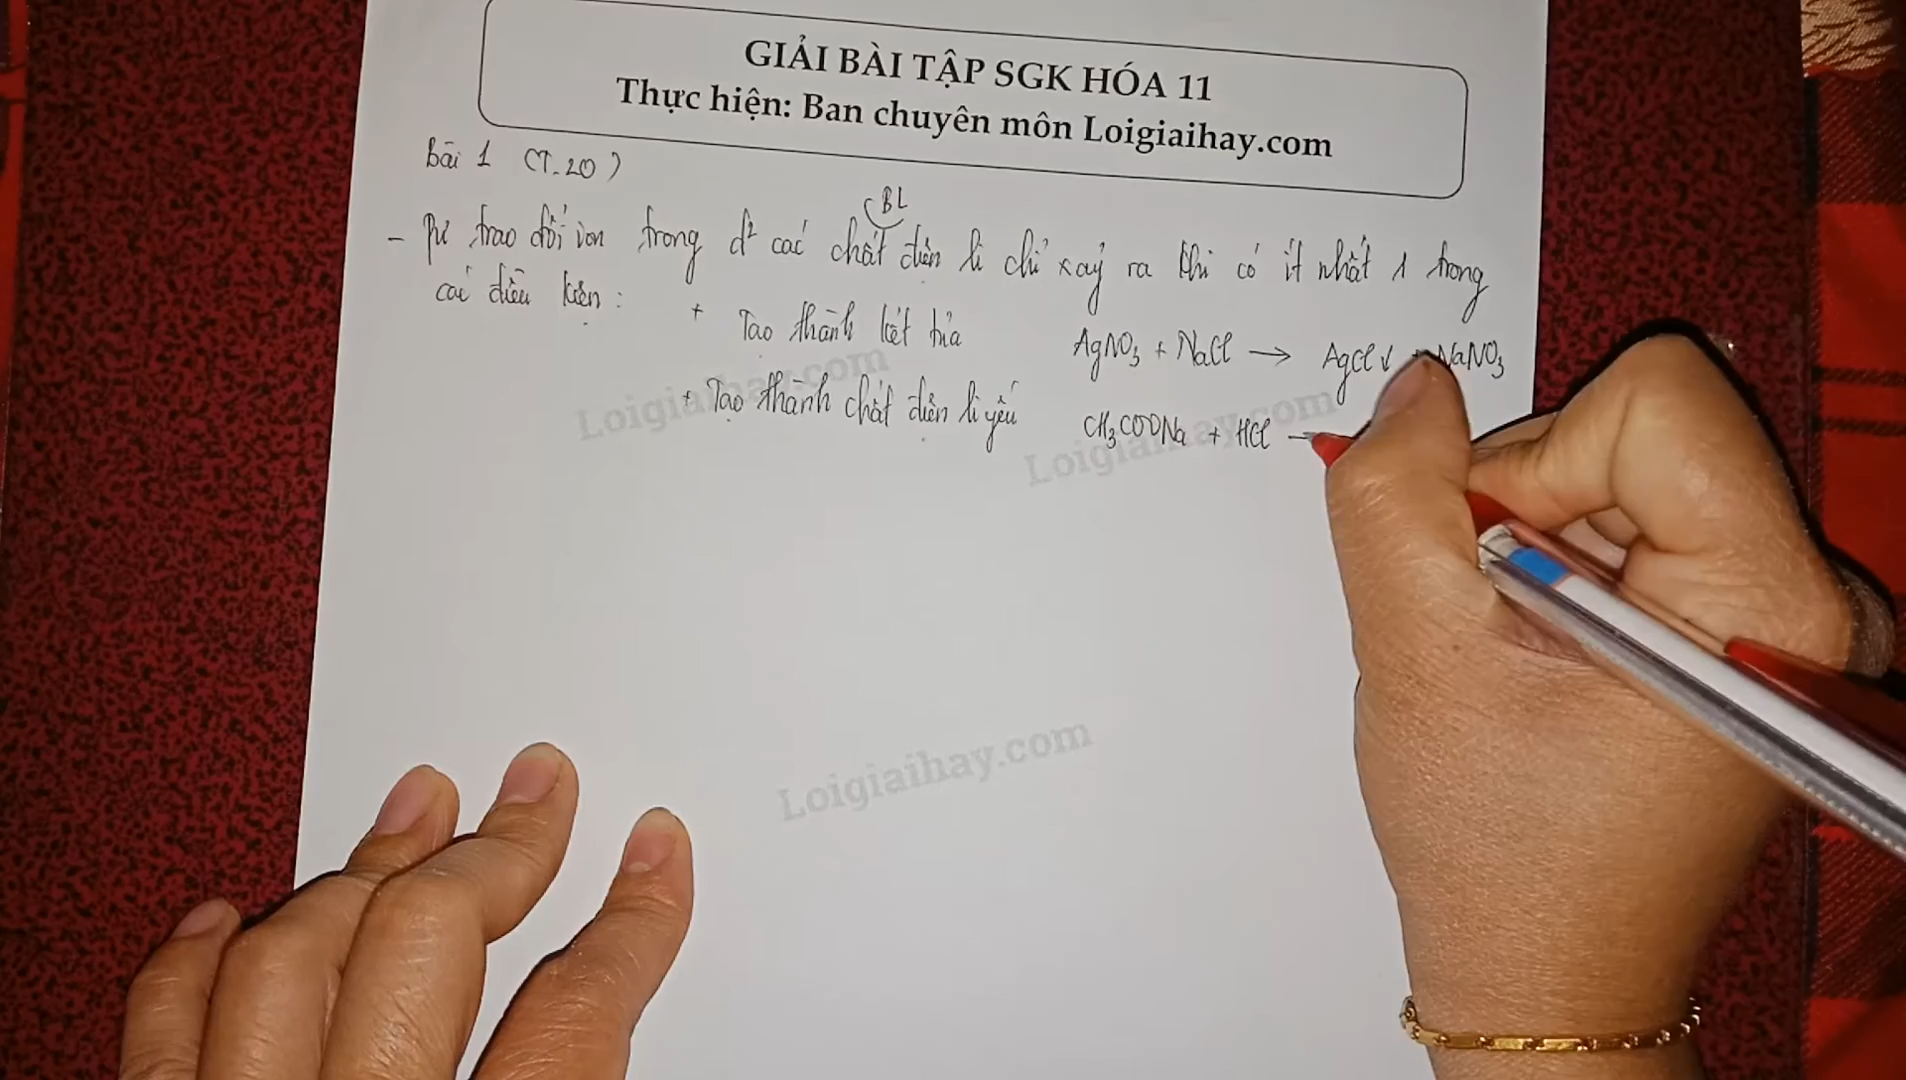 GIẢI BÀI TẬP SGK HÓA 11
Thực hiện: Ban chuyên môn Loigiaihay.com
Bài 1 (T.20)
BL
- Pư trao đổi ion trong d² các chất điện li chỉ xảy ra khi có ít nhất 1 trong
các điều kiện :
+ Tạo thành kết tủa AgNO₃ + NaCl → AgCl↓ + NaNO₃
+ Tạo thành chất điện li yếu CH₃COONa + HCl →
Loigiaihay.com
Loigiaihay.com
Loigiaihay.com